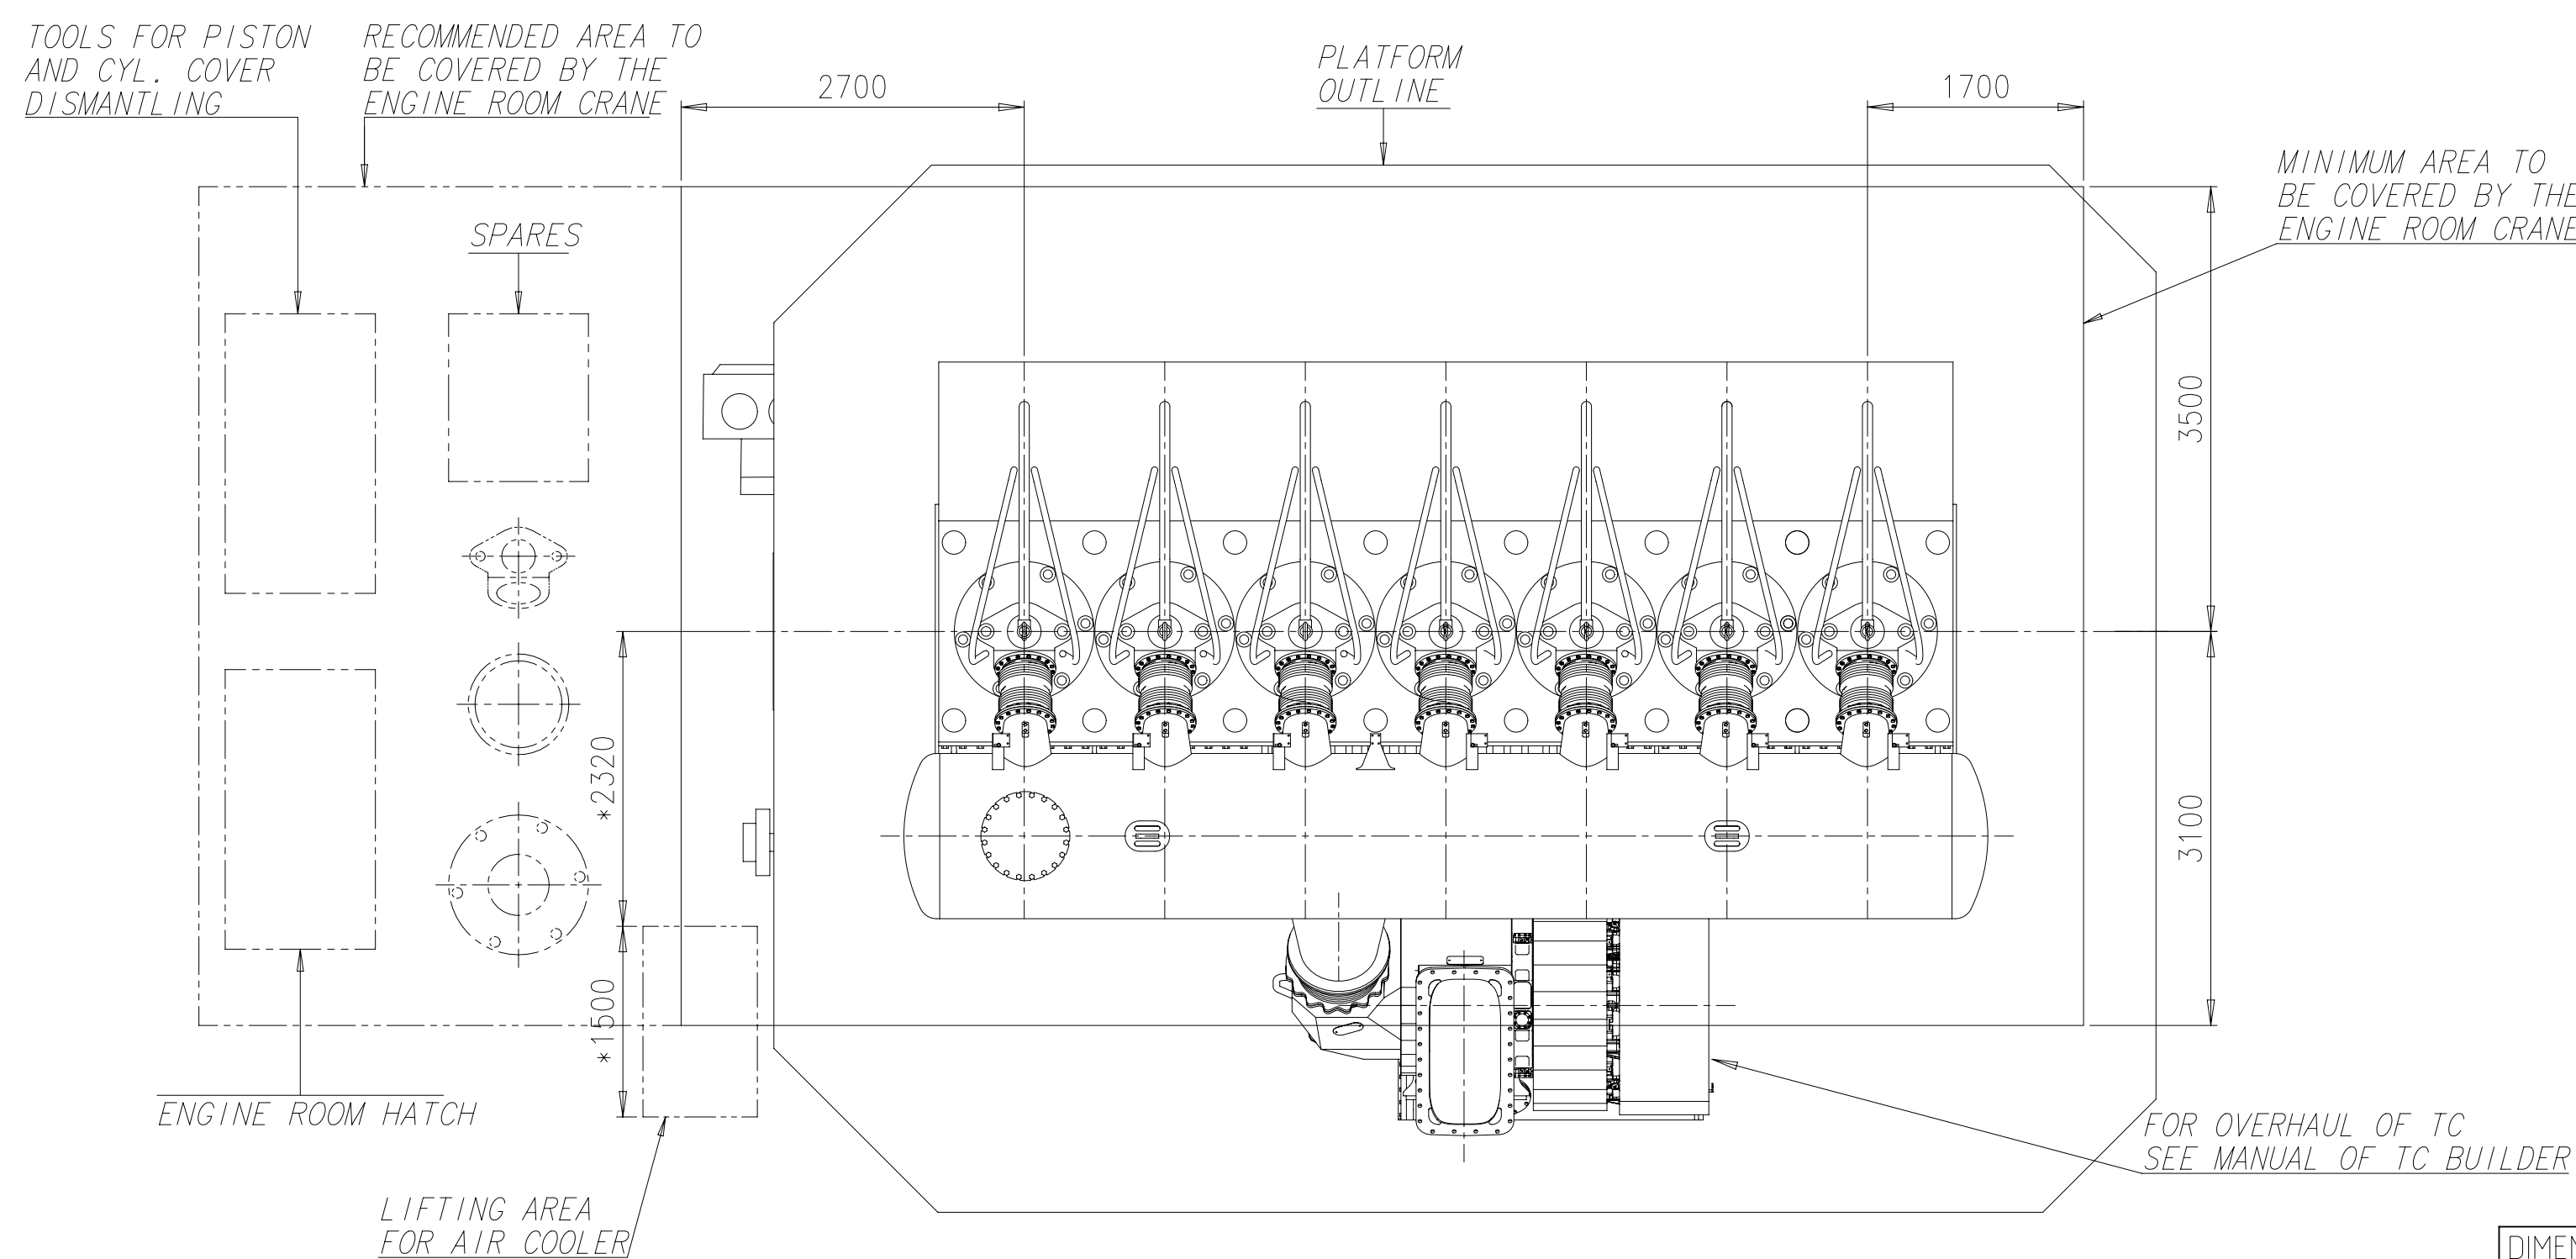 TOOLS FOR PISTON
AND CYL. COVER
DISMANTLING
RECOMMENDED AREA TO
BE COVERED BY THE
ENGINE ROOM CRANE
2700
PLATFORM
OUTLINE
1700
MINIMUM AREA TO
BE COVERED BY THE
ENGINE ROOM CRANE
SPARES
3500
*2320
3100
*1500
ENGINE ROOM HATCH
FOR OVERHAUL OF TC
SEE MANUAL OF TC BUILDER
LIFTING AREA
FOR AIR COOLER